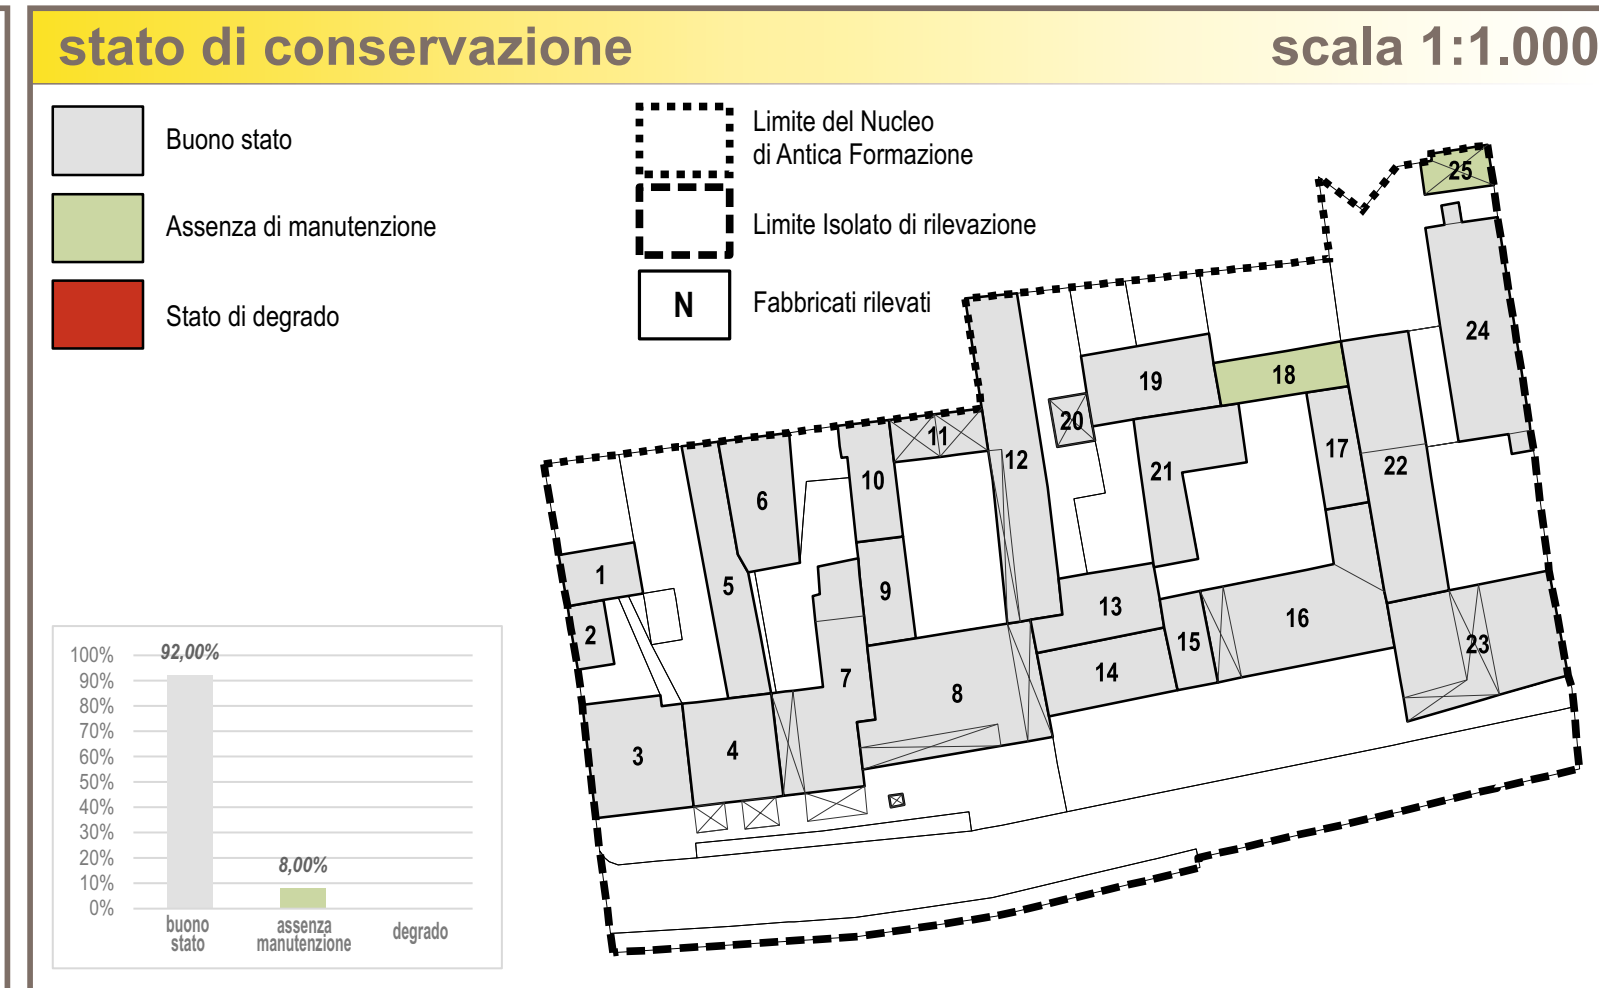 stato di conservazione
scala 1:1.000
Buono stato
Assenza di manutenzione
Stato di degrado
Limite del Nucleo
di Antica Formazione
Limite Isolato di rilevazione
N
Fabbricati rilevati
25
24
19
18
20
11
12
17
21
22
10
6
5
9
1
2
13
15
16
14
23
7
8
3
4
100%
90%
80%
70%
60%
50%
40%
30%
20%
10%
0%
92,00%
8,00%
buono
stato
assenza
manutenzione
degrado